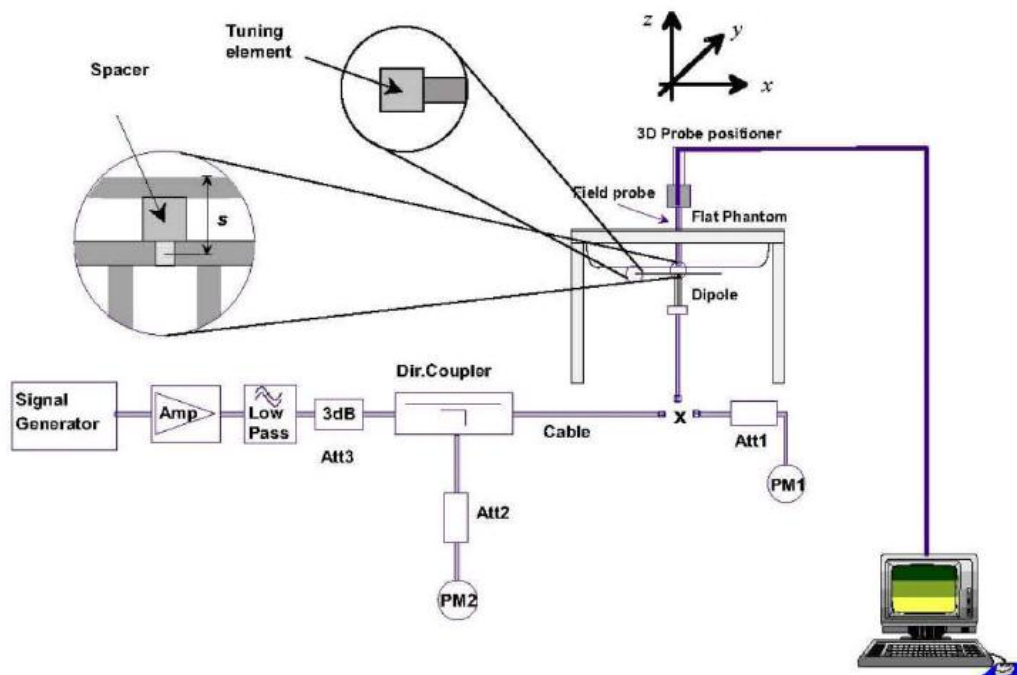 Tuning
element
Spacer
s
z
y
x
3D Probe positioner
Field probe
Flat Phantom
Dipole
Dir.Coupler
Signal
Generator
Amp
Low
Pass
3dB
Att3
Cable
x
Att1
PM1
Att2
PM2